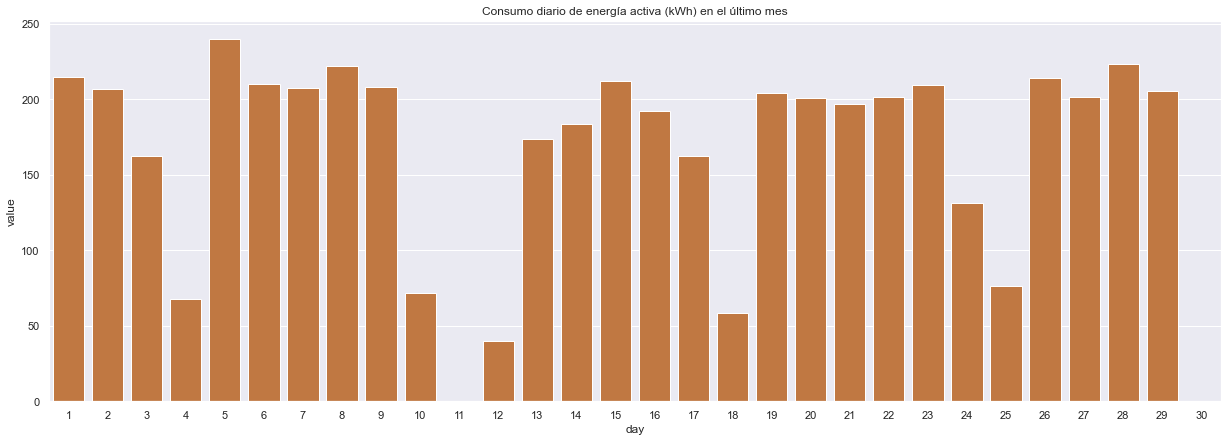 Consumo diario de energía activa (kWh) en el último mes
250
200
150
100
50
0
value
1 2 3 4 5 6 7 8 9 10 11 12 13 14 15 16 17 18 19 20 21 22 23 24 25 26 27 28 29 30
day